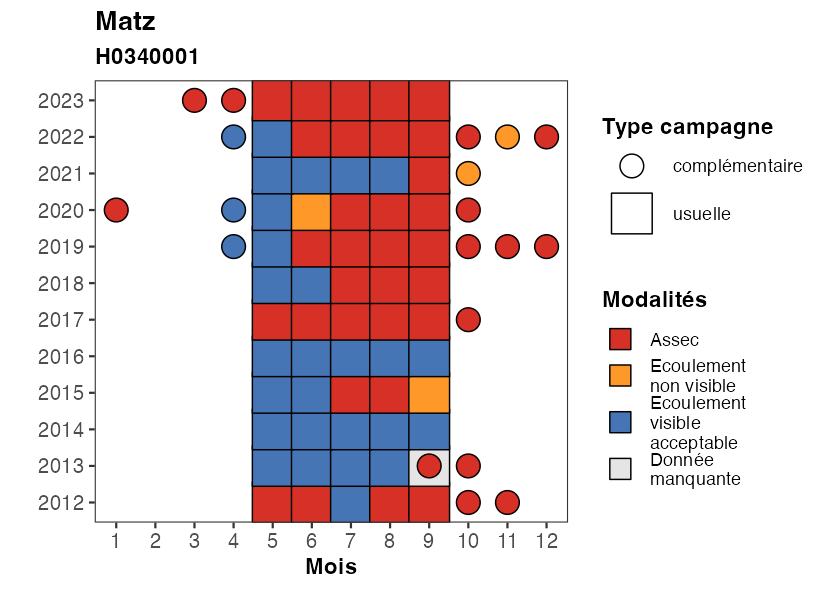 Matz
H0340001
2023
2022
2021
2020
2019
2018
2017
2016
2015
2014
2013
2012
1 2 3 4 5 6 7 8 9 10 11 12
Mois
Type campagne
complémentaire
usuelle
Modalités
Assec
Ecoulement
non visible
Ecoulement
visible
acceptable
Donnée
manquante